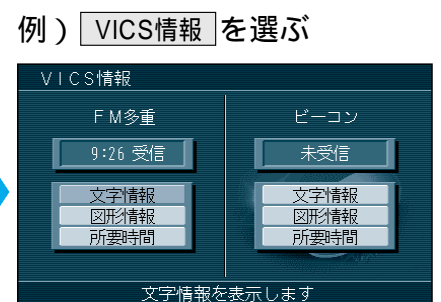 例）VICS情報 を選ぶ
ＶＩＣＳ情報
ＦＭ多重
ビーコン
9:26 受信
未受信
文字情報
図形情報
所要時間
文字情報
図形情報
所要時間
文字情報を表示します